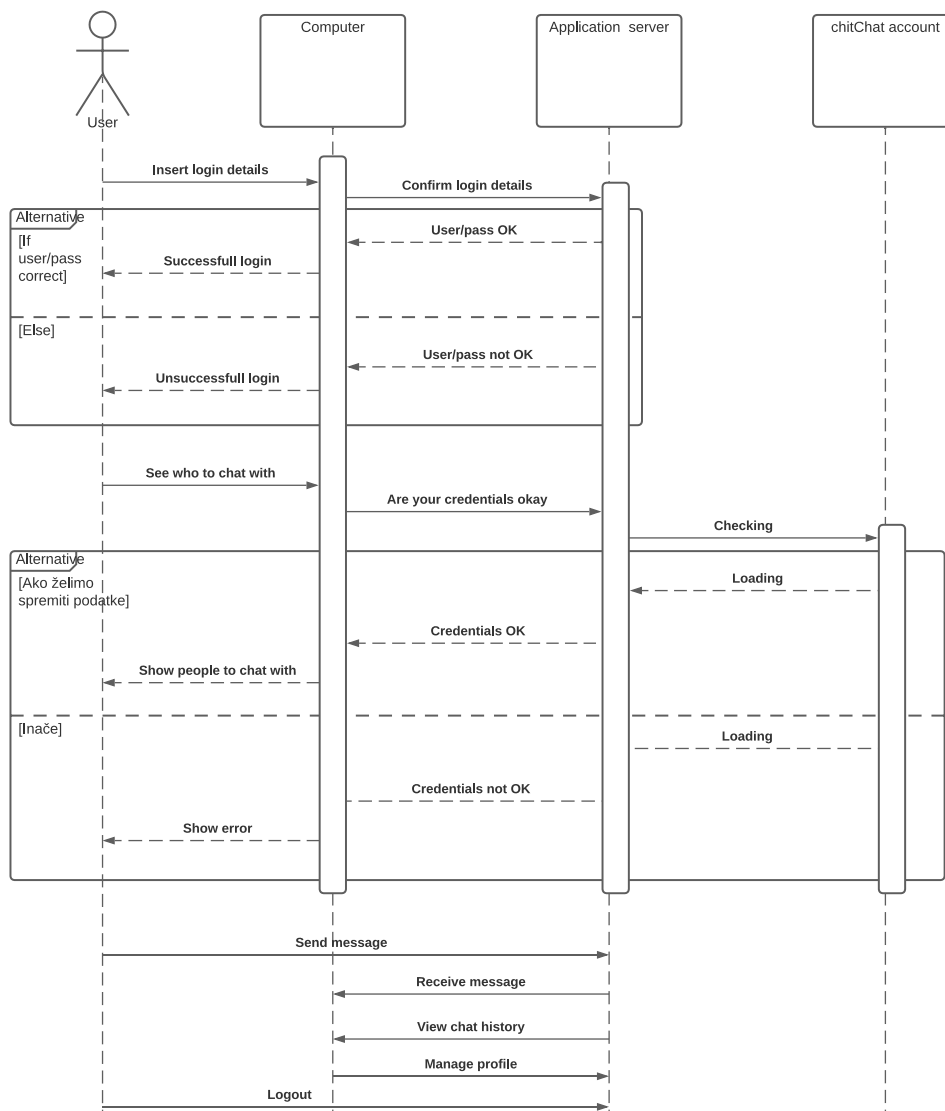 Computer
Application server
chitChat account
User
Insert login details
Confirm login details
Alternative
[If
user/pass
correct]
User/pass OK
Successfull login
[Else]
User/pass not OK
Unsuccessfull login
See who to chat with
Are your credentials okay
Checking
Alternative
[Ako želimo
spremiti podatke]
Loading
Credentials OK
Show people to chat with
[Inače]
Loading
Credentials not OK
Show error
Send message
Receive message
View chat history
Manage profile
Logout